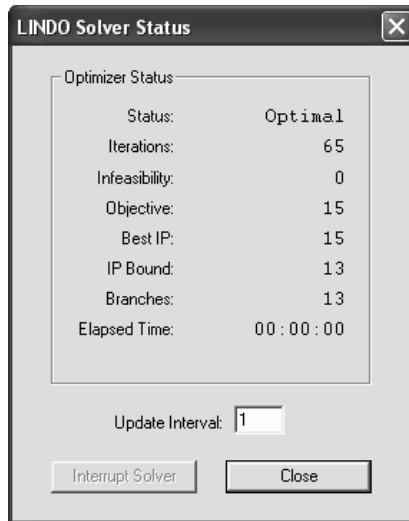 LINDO Solver Status
Optimizer Status
Status: Optimal
Iterations: 65
Infeasibility: 0
Objective: 15
Best IP: 15
IP Bound: 13
Branches: 13
Elapsed Time: 00:00:00
Update Interval: 1
Interrupt Solver Close